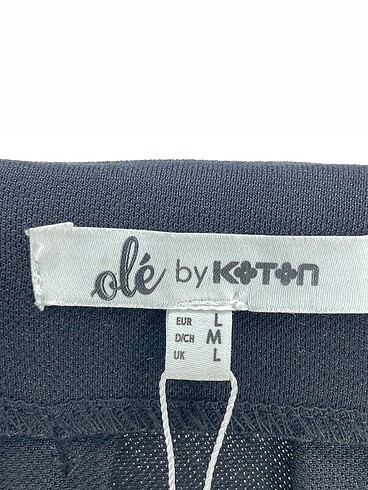 olé by KOTON
EUR L
D/CH M
UK L